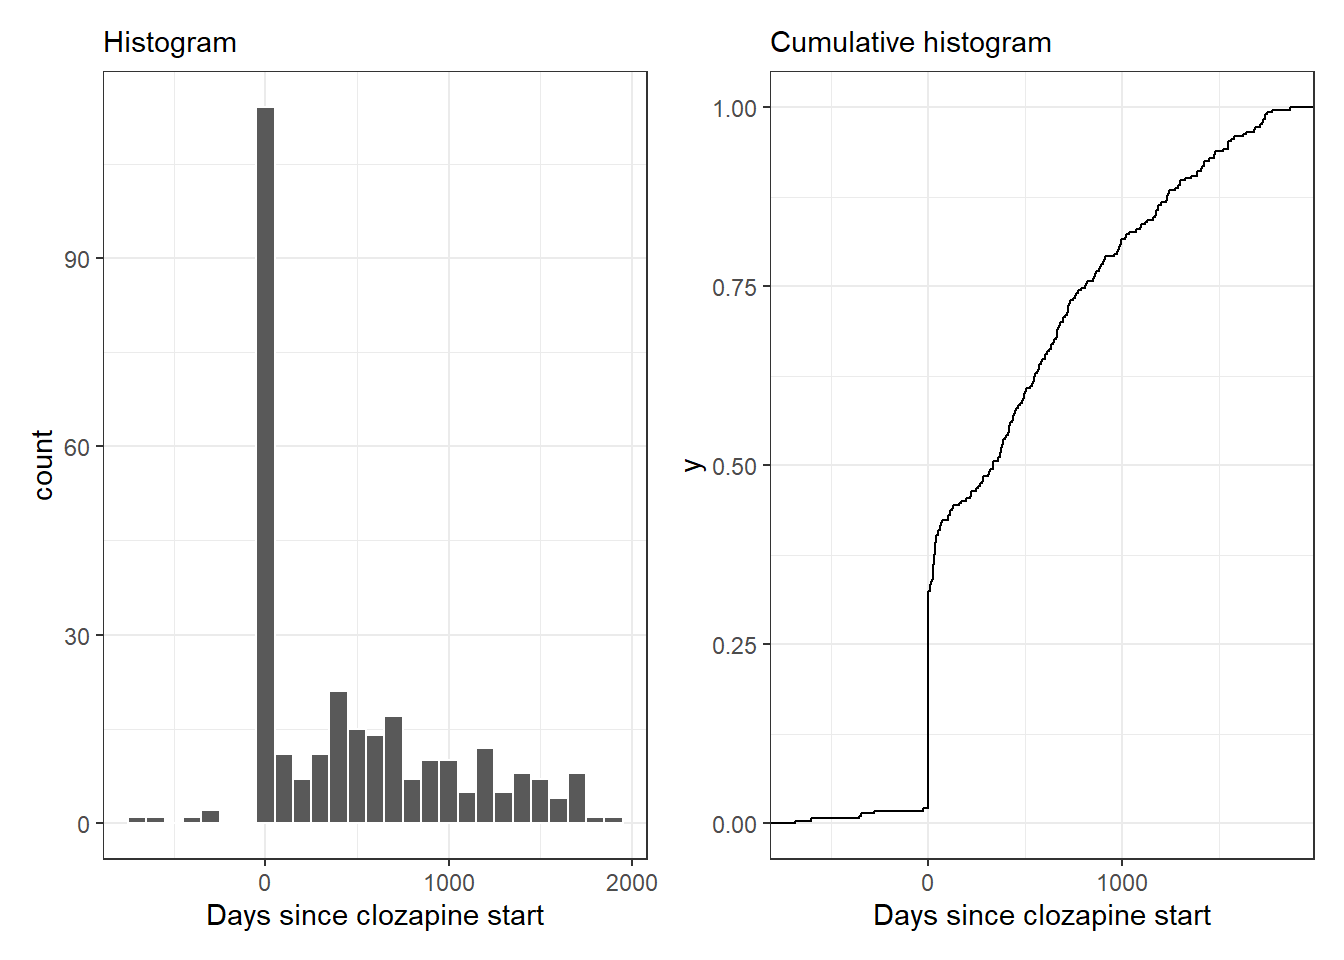 Histogram
count
90
60
30
0
0 1000 2000
Days since clozapine start
Cumulative histogram
y
1.00
0.75
0.50
0.25
0.00
0 1000
Days since clozapine start